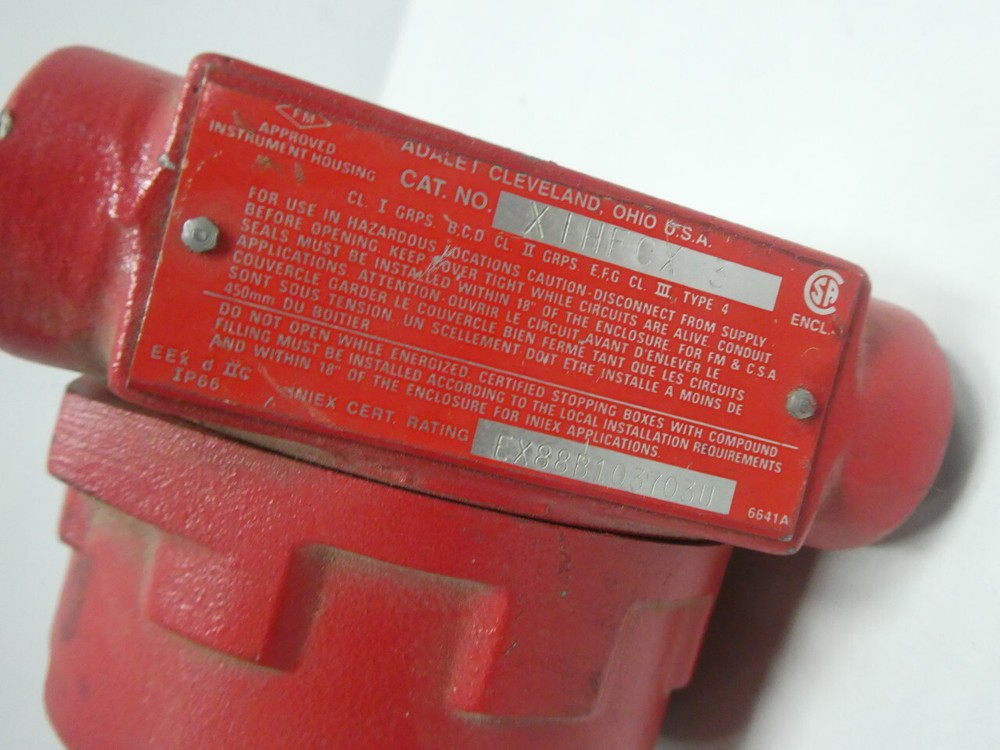 FM
APPROVED
INSTRUMENT HOUSING
ADALET CLEVELAND, OHIO U.S.A.
CAT. NO. XIHFCX 3
CL. I GRPS. B.C.D CL. II GRPS. E.F.G CL. III, TYPE 4
FOR USE IN HAZARDOUS LOCATIONS CAUTION-DISCONNECT FROM SUPPLY
BEFORE OPENING, KEEP COVER TIGHT WHILE CIRCUITS ARE ALIVE. CONDUIT
SEALS MUST BE INSTALLED WITHIN 18" OF THE ENCLOSURE. FOR FM & C.S.A.
APPLICATIONS. ATTENTION-OUVRIR LE CIRCUIT AVANT D'ENLEVER LE
COUVERCLE GARDER LE COUVERCLE BIEN FERME TANT QUE LES CIRCUITS
SONT SOUS TENSION. UN SCELLEMENT DOIT ETRE INSTALLE A MOINS DE
450mm DU BOITIER
DO NOT OPEN WHILE ENERGIZED. CERTIFIED STOPPING BOXES WITH COMPOUND
FILLING MUST BE INSTALLED ACCORDING TO THE LOCAL INSTALLATION REQUIREMENTS
AND WITHIN 18" OF THE ENCLOSURE FOR INIEX APPLICATIONS.
EEx d IIC
IP66
INIEX CERT. RATING EX88B103703U
SA
ENCL.
6641A